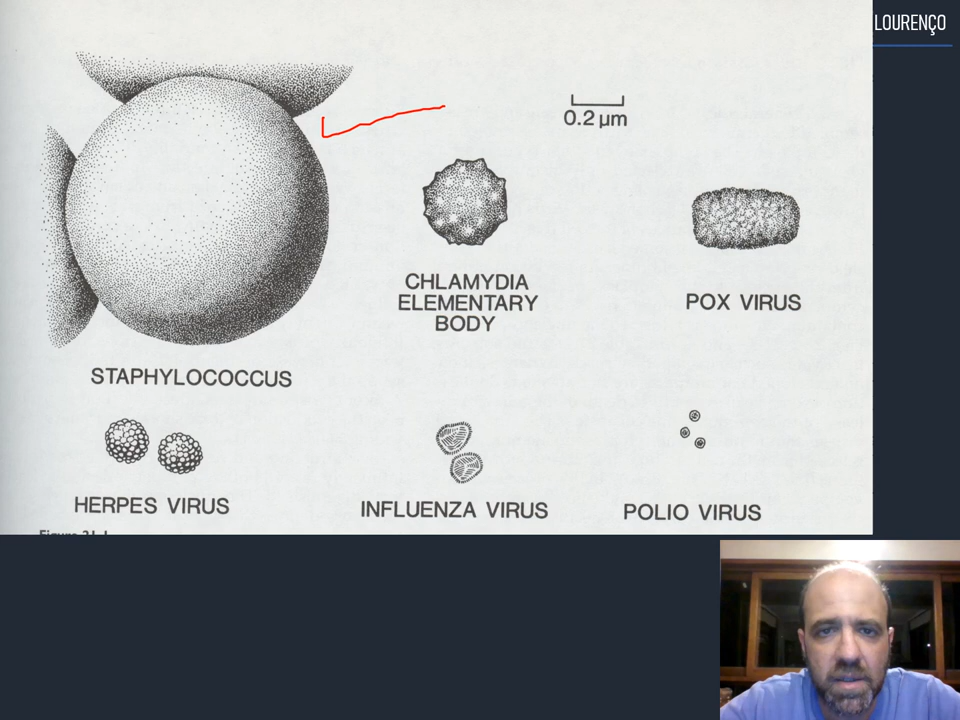 LOURENÇO
0.2 µm
CHLAMYDIA
ELEMENTARY
BODY
POX VIRUS
STAPHYLOCOCCUS
HERPES VIRUS
INFLUENZA VIRUS
POLIO VIRUS